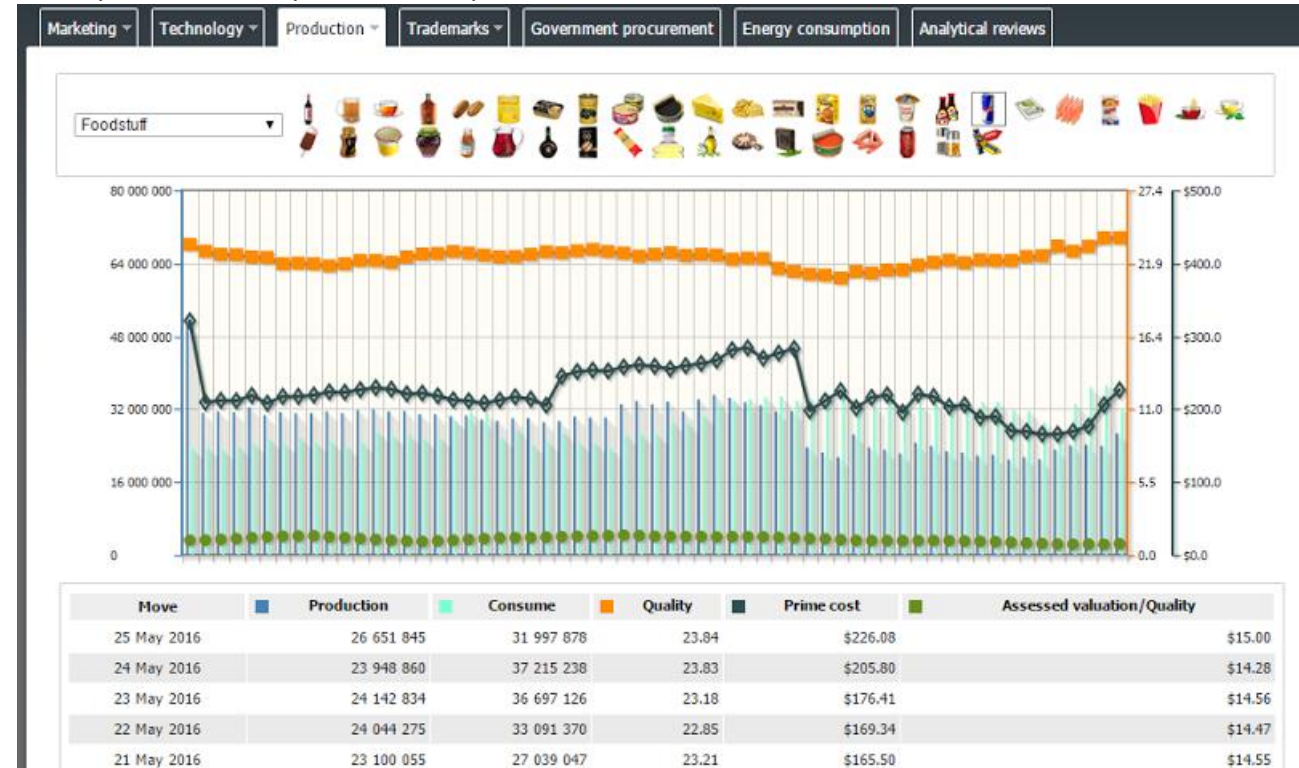 Marketing Technology Production Trademarks Government procurement Energy consumption Analytical reviews
Foodstuff
80 000 000 27.4 $500.0
64 000 000 21.9 $400.0
48 000 000 16.4 $300.0
32 000 000 11.0 $200.0
16 000 000 5.5 $100.0
0 0.0 $0.0
Move Production Consume Quality Prime cost Assessed valuation/Quality
25 May 2016 26 651 845 31 997 878 23.84 $226.08 $15.00
24 May 2016 23 948 860 37 215 238 23.83 $205.80 $14.28
23 May 2016 24 142 834 36 697 126 23.18 $176.41 $14.56
22 May 2016 24 044 275 33 091 370 22.85 $169.34 $14.47
21 May 2016 23 100 055 27 039 047 23.21 $165.50 $14.55